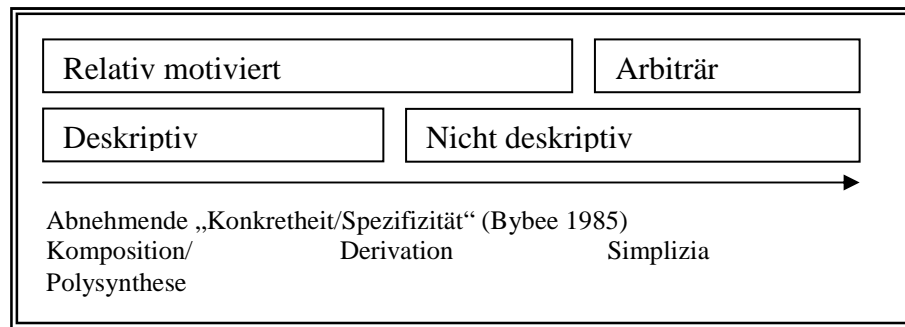 Relativ motiviert Arbiträr
Deskriptiv Nicht deskriptiv
Abnehmende „Konkretheit/Spezifizität“ (Bybee 1985)
Komposition/ Derivation Simplizia
Polysynthese